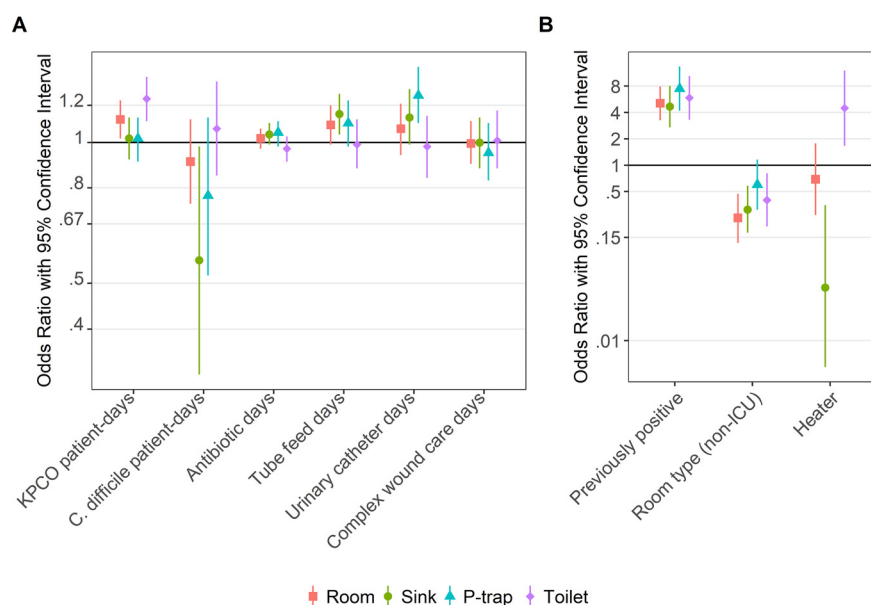 A
B
Odds Ratio with 95% Confidence Interval
1.2
1
.8
.67
.5
.4
KPCO patient-days
C. difficile patient-days
Antibiotic days
Tube feed days
Urinary catheter days
Complex wound care days
Odds Ratio with 95% Confidence Interval
8
4
2
1
0.5
0.15
.01
Previously positive
Room type (non-ICU)
Heater
Room Sink P-trap Toilet